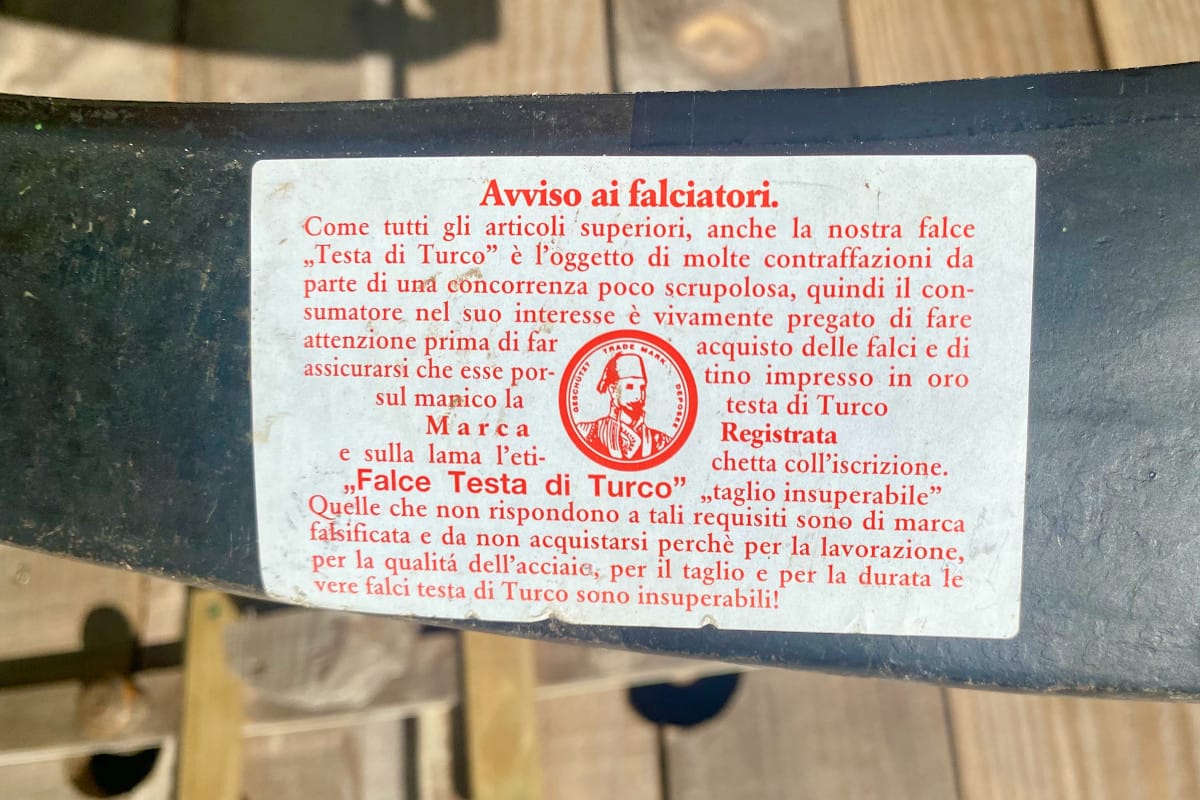 Avviso ai falciatori.
Come tutti gli articoli superiori, anche la nostra falce
„Testa di Turco” è l’oggetto di molte contraffazioni da
parte di una concorrenza poco scrupolosa, quindi il con-
sumatore nel suo interesse è vivamente pregato di fare
attenzione prima di far acquisto delle falci e di
assicurarsi che esse por- tino impresso in oro
sul manico la testa di Turco
Marca Registrata
e sulla lama l’eti- chetta coll’iscrizione.
„Falce Testa di Turco” „taglio insuperabile”
Quelle che non rispondono a tali requisiti sono di marca
falsificata e da non acquistarsi perchè per la lavorazione,
per la qualitá dell’acciaio, per il taglio e per la durata le
vere falci testa di Turco sono insuperabili!
GESCHÜTZT TRADE MARK DEPOSEE